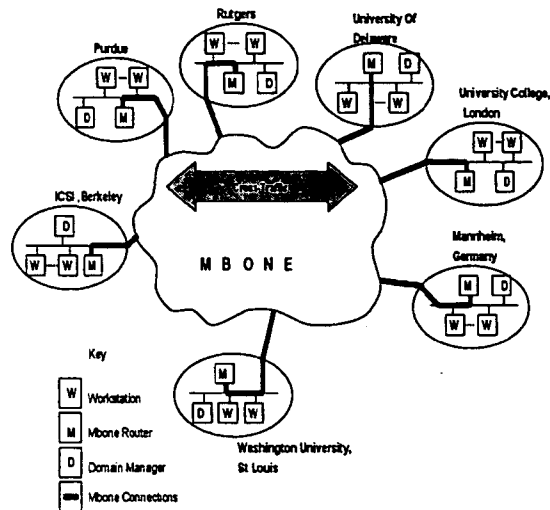 Rutgers
W W
M D
University Of
Delaware
M D
W W
Purdue
W W
D M
University College,
London
W W
M D
ICSI, Berkeley
D
W W M
M B O N E
Mannheim,
Germany
M D
W W
M
D W W
Washington University,
St Louis
Key
W Workstation
M Mbone Router
D Domain Manager
Mbone Connections